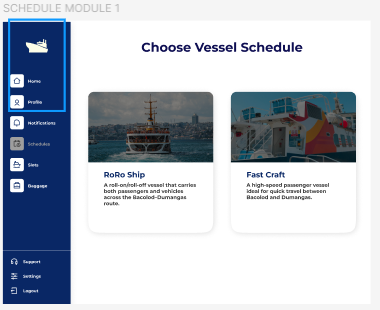 SCHEDULE MODULE 1
Choose Vessel Schedule
Home
Profile
Notifications
Schedules
Slots
Baggage
Support
Settings
Logout
RoRo Ship
A roll-on/roll-off vessel that carries
both passengers and vehicles
across the Bacolod-Dumangas
route.
Fast Craft
A high-speed passenger vessel
ideal for quick travel between
Bacolod and Dumangas.